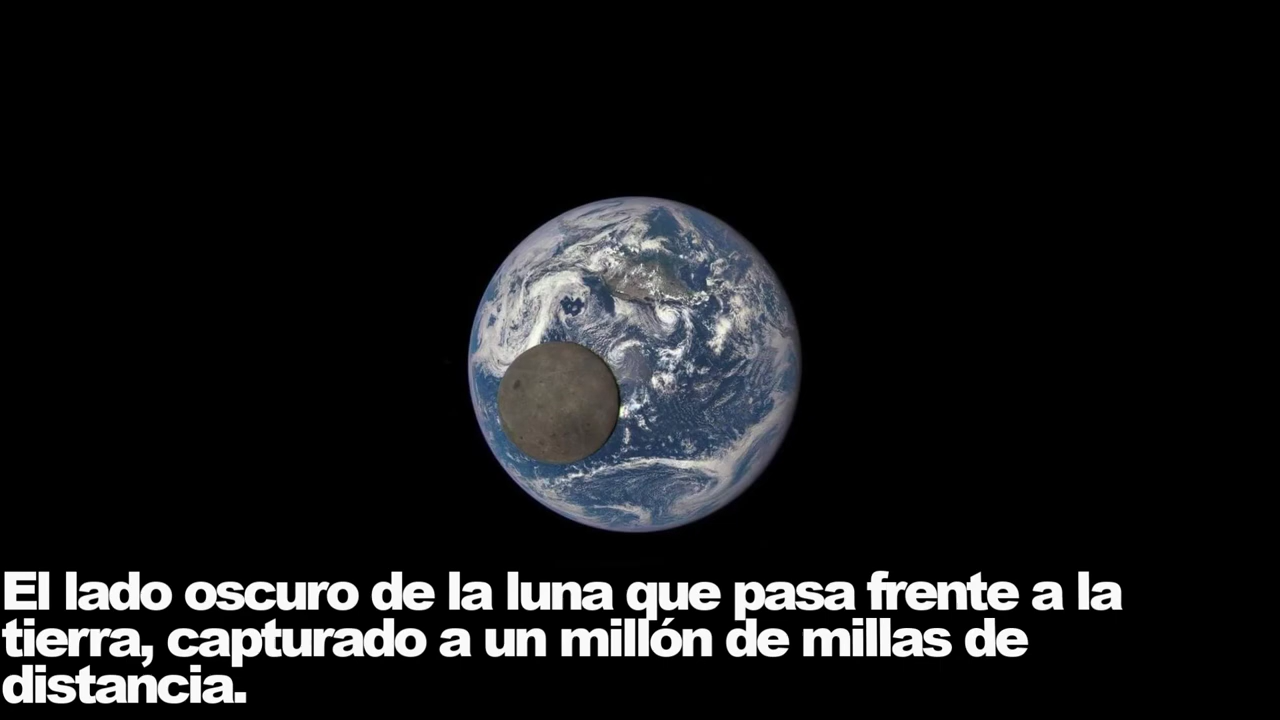 El lado oscuro de la luna que pasa frente a la
tierra, capturado a un millón de millas de
distancia.